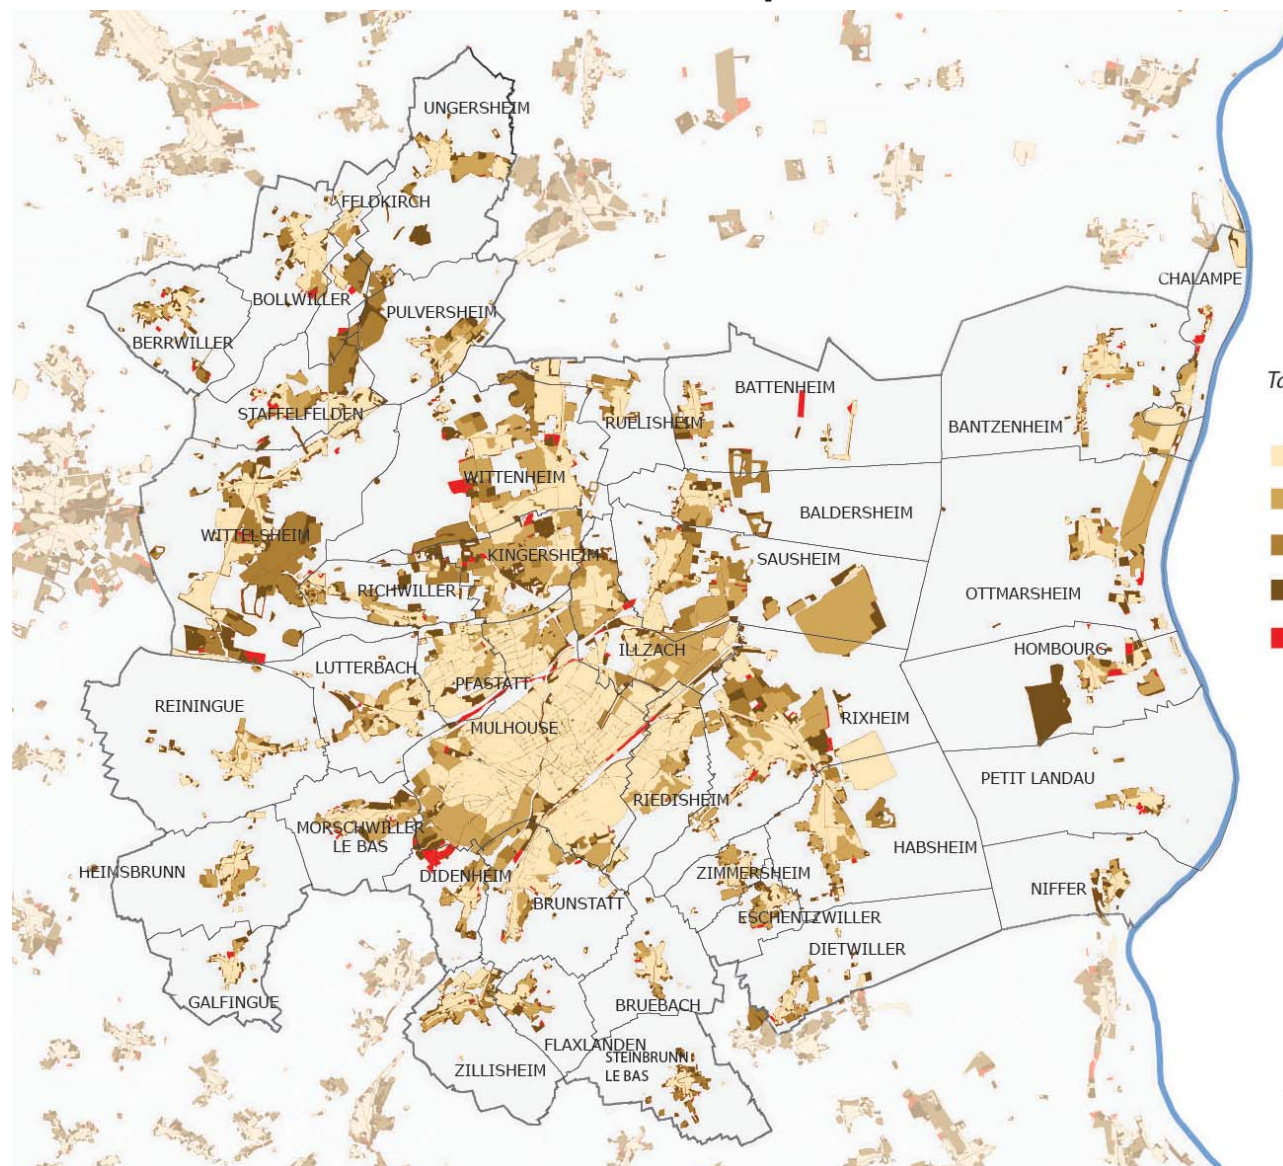 UNGERSHEIM
FELDKIRCH
CHALAMPE
BOLLWILLER
PULVERSHEIM
BERRWILLER
Ta
BATTENHEIM
STAFFELFELDEN
RUELISHEIM
BANTZENHEIM
WITTENHEIM
BALDERSHEIM
WITTELSHEIM
KINGERSHEIM
SAUSHEIM
RICHWILLER
OTTMARSHEIM
ILLZACH
HOMBOURG
LUTTERBACH
PFASTATT
REININGUE
MULHOUSE
RIXHEIM
PETIT LANDAU
RIEDISHEIM
MORSCHWILLER
LE BAS
HABSHEIM
HEIMSBRUNN
DIDENHEIM
ZIMMERSHEIM
NIFFER
BRUNSTATT
ESCHENTZWILLER
DIETWILLER
GALFINGUE
BRUEBACH
FLAXLANDEN
STEINBRUNN
LE BAS
ZILLISHEIM